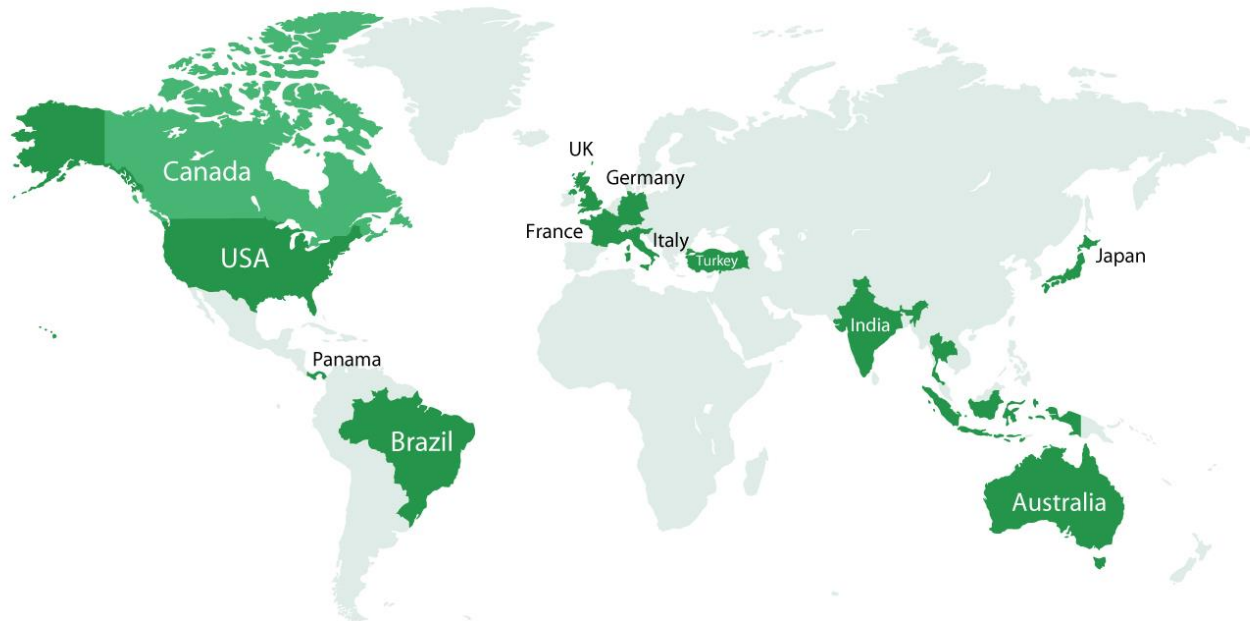 UK
Canada
Germany
France
Italy
USA
Turkey
Japan
India
Panama
Brazil
Australia